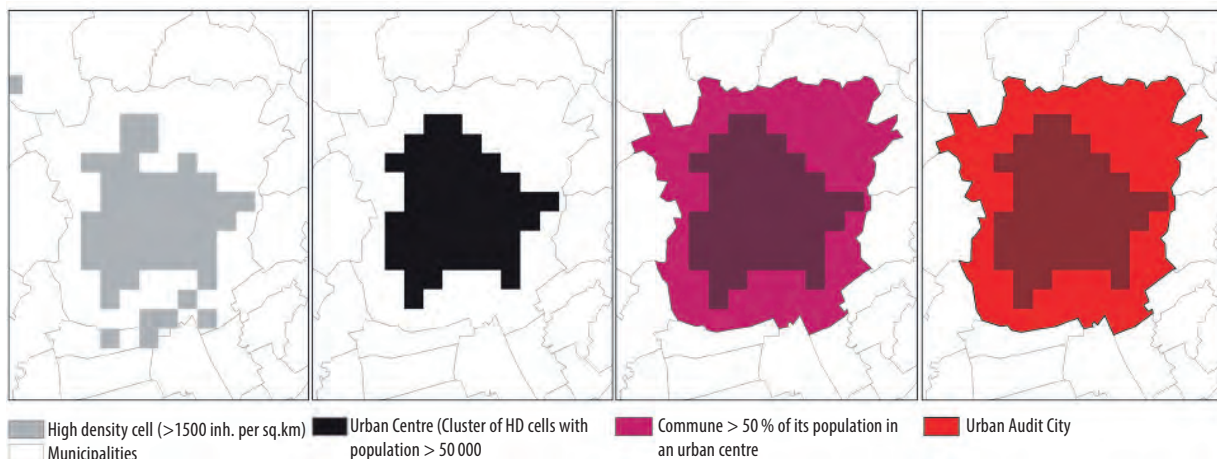 High density cell (>1500 inh. per sq.km)
Municipalities
Urban Centre (Cluster of HD cells with
population > 50 000
Commune > 50 % of its population in
an urban centre
Urban Audit City